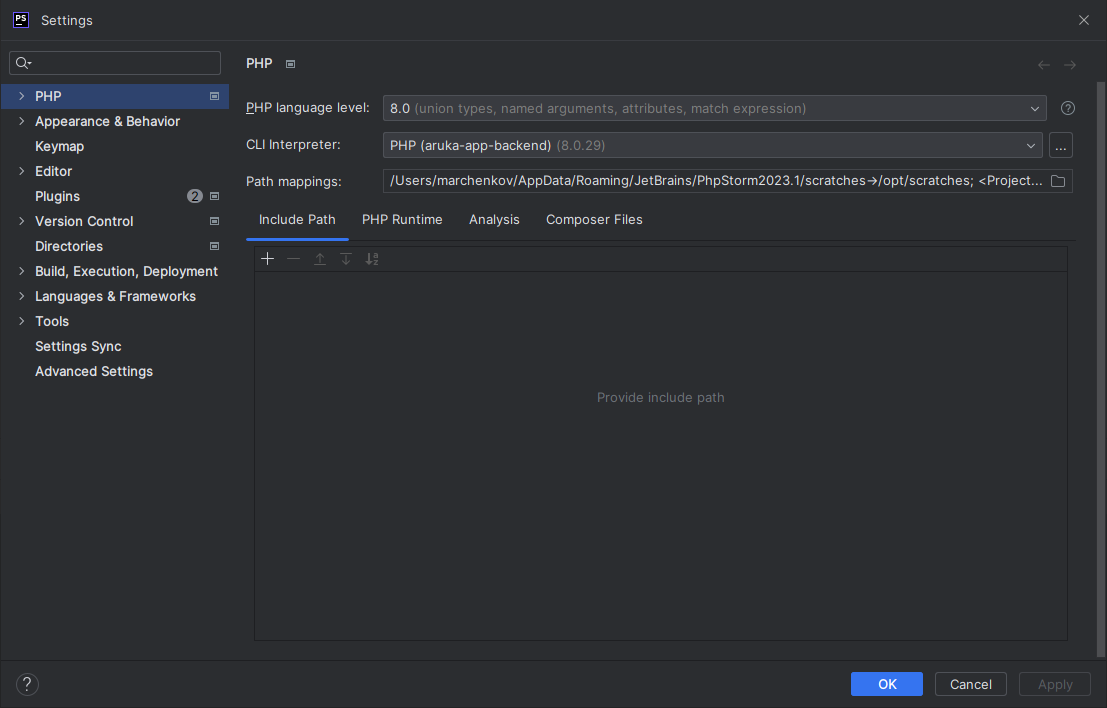 PS
Settings
PHP
Appearance & Behavior
Keymap
Editor
Plugins 2
Version Control
Directories
Build, Execution, Deployment
Languages & Frameworks
Tools
Settings Sync
Advanced Settings
PHP
PHP language level: 8.0 (union types, named arguments, attributes, match expression)
?
CLI Interpreter: PHP (aruka-app-backend) (8.0.29)
...
Path mappings: /Users/marchenkov/AppData/Roaming/JetBrains/PhpStorm2023.1/scratches→/opt/scratches; <Project...
Include Path PHP Runtime Analysis Composer Files
Provide include path
?
OK Cancel Apply